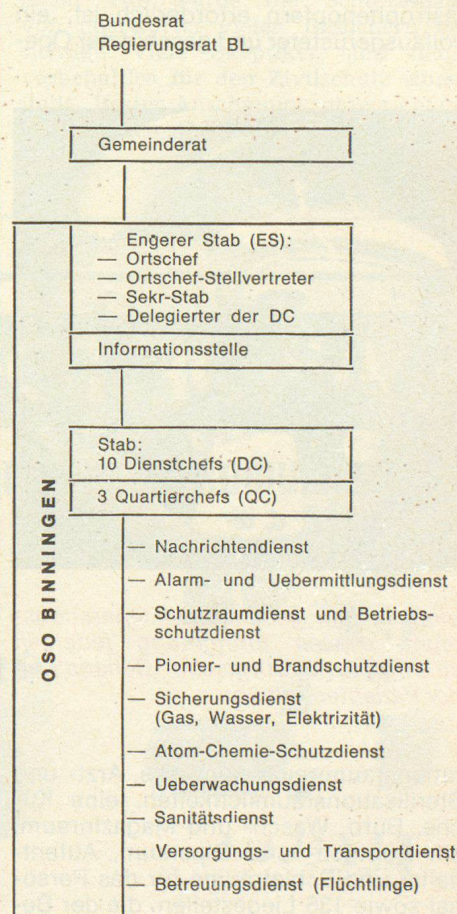 Bundesrat
Regierungsrat BL
Gemeinderat
Engerer Stab (ES):
— Ortschef
— Ortschef-Stellvertreter
— Sekr-Stab
— Delegierter der DC
Informationsstelle
Stab:
10 Dienstchefs (DC)
3 Quartierchefs (QC)
OSO BINNINGEN
— Nachrichtendienst
— Alarm- und Uebermittlungsdienst
— Schutzraumdienst und Betriebs-
schutzdienst
— Pionier- und Brandschutzdienst
— Sicherungsdienst
(Gas, Wasser, Elektrizität)
— Atom-Chemie-Schutzdienst
— Ueberwachungsdienst
— Sanitätsdienst
— Versorgungs- und Transportdienst
— Betreuungsdienst (Flüchtlinge)